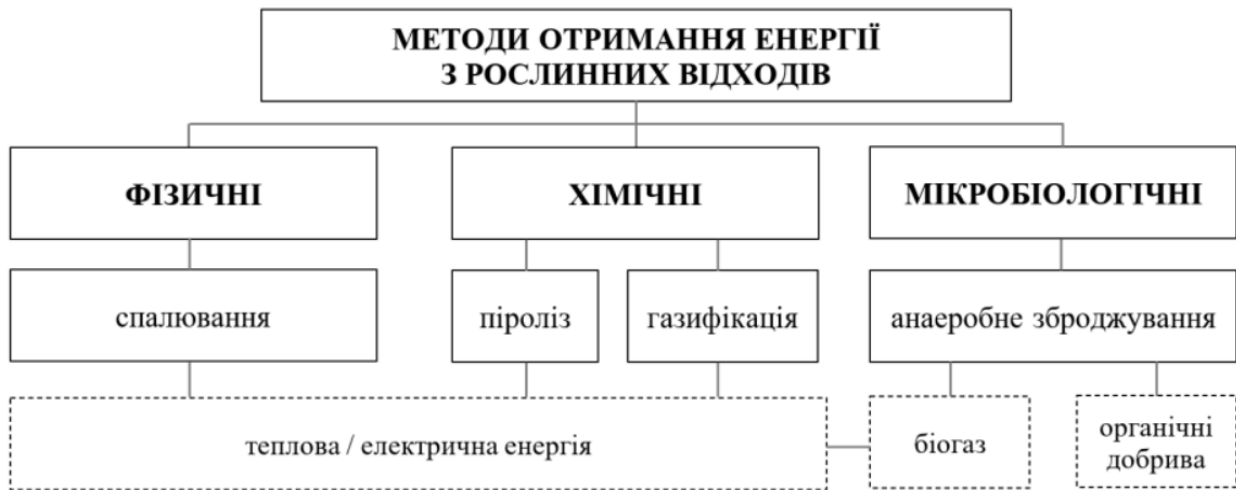 МЕТОДИ ОТРИМАННЯ ЕНЕРГІЇ
З РОСЛИННИХ ВІДХОДІВ
ФІЗИЧНІ
ХІМІЧНІ
МІКРОБІОЛОГІЧНІ
спалювання
піроліз
газифікація
анаеробне зброджування
теплова / електрична енергія
біогаз
органічні
добрива